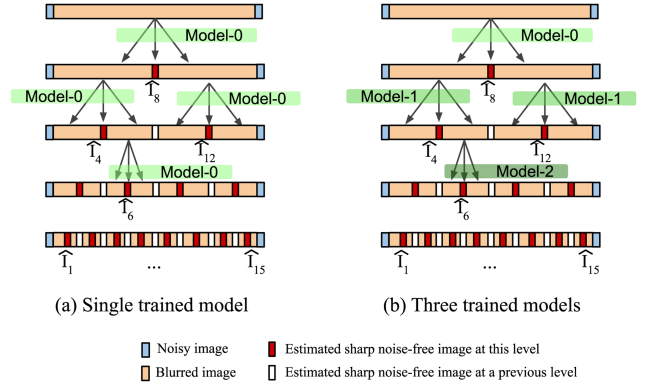 Model-0
Î8
Model-0
Model-0
Î4
Î12
Model-0
Î6
Î1
...
Î15
(a) Single trained model
Model-0
Î8
Model-1
Model-1
Î4
Î12
Model-2
Î6
Î1
...
Î15
(b) Three trained models
Noisy image
Estimated sharp noise-free image at this level
Blurred image
Estimated sharp noise-free image at a previous level